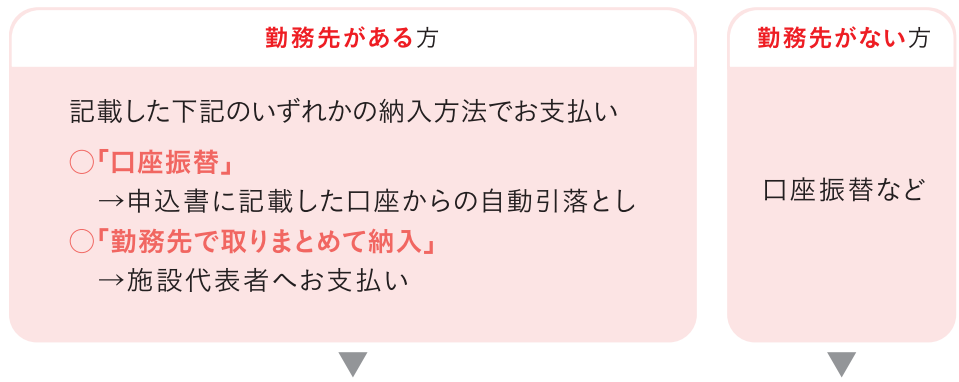 勤務先がある方
記載した下記のいずれかの納入方法でお支払い
○「口座振替」
→申込書に記載した口座からの自動引落とし
○「勤務先で取りまとめて納入」
→施設代表者へお支払い
勤務先がない方
口座振替など